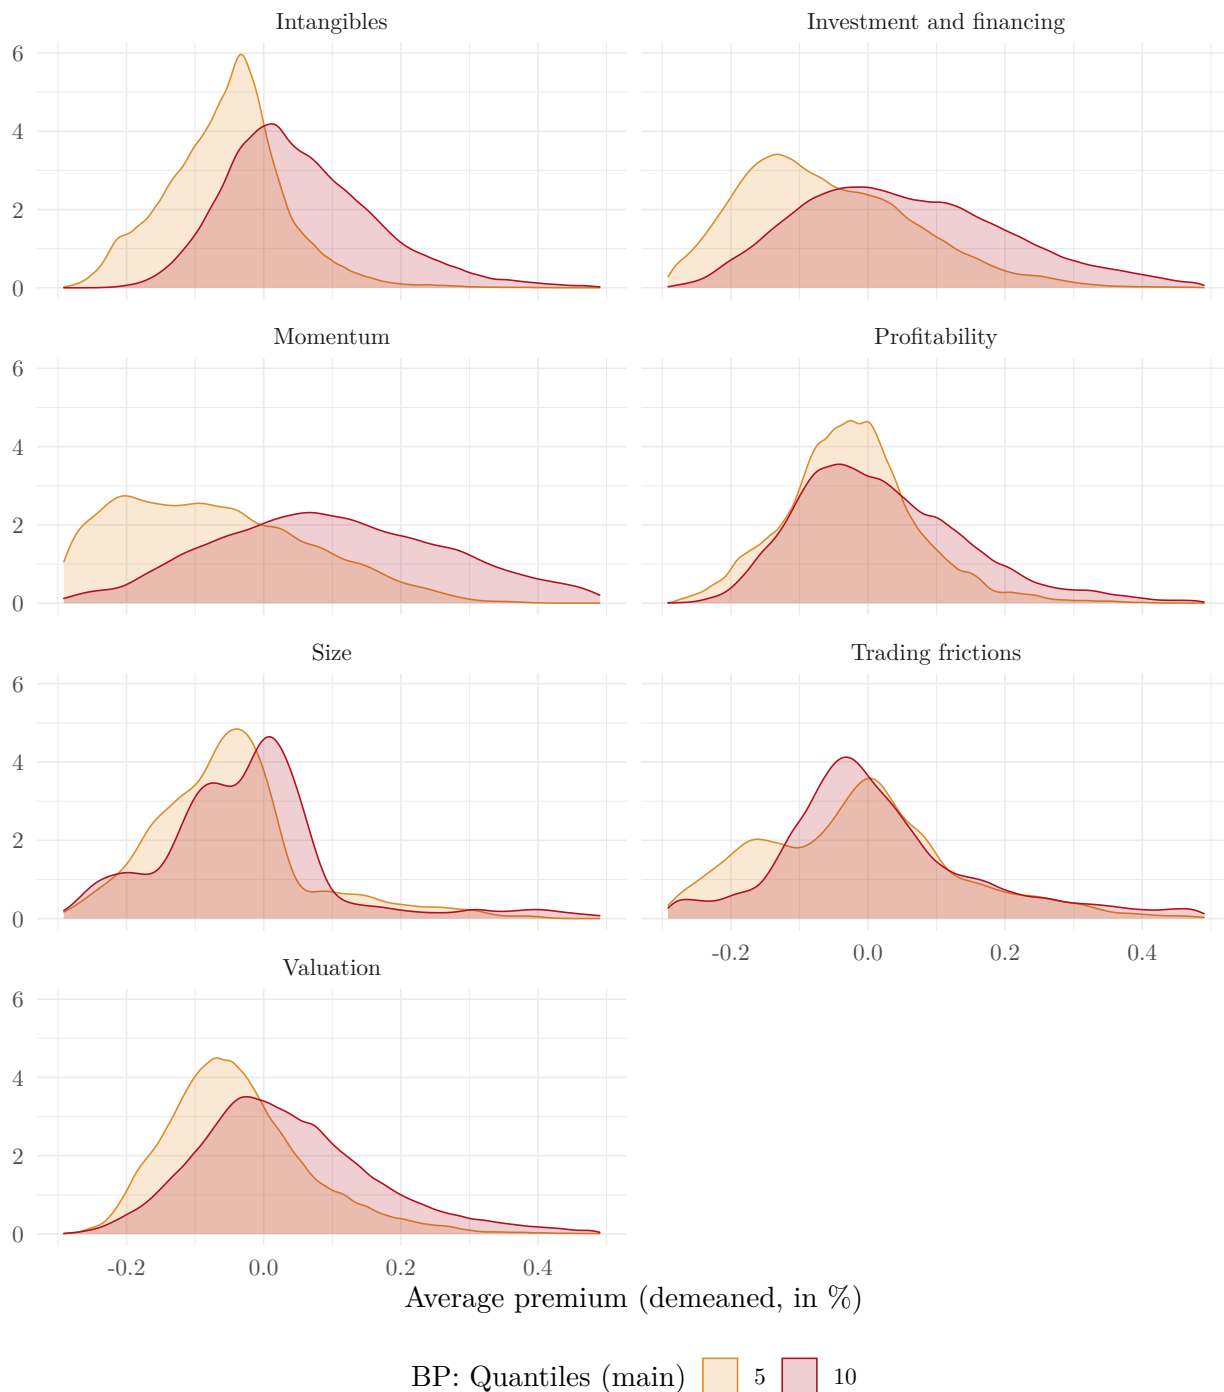 Intangibles
Investment and financing
6
4
2
0
Momentum
Profitability
6
4
2
0
Size
Trading frictions
6
4
2
0
-0.2 0.0 0.2 0.4
Valuation
6
4
2
0
-0.2 0.0 0.2 0.4
Average premium (demeaned, in %)
BP: Quantiles (main) 5 10